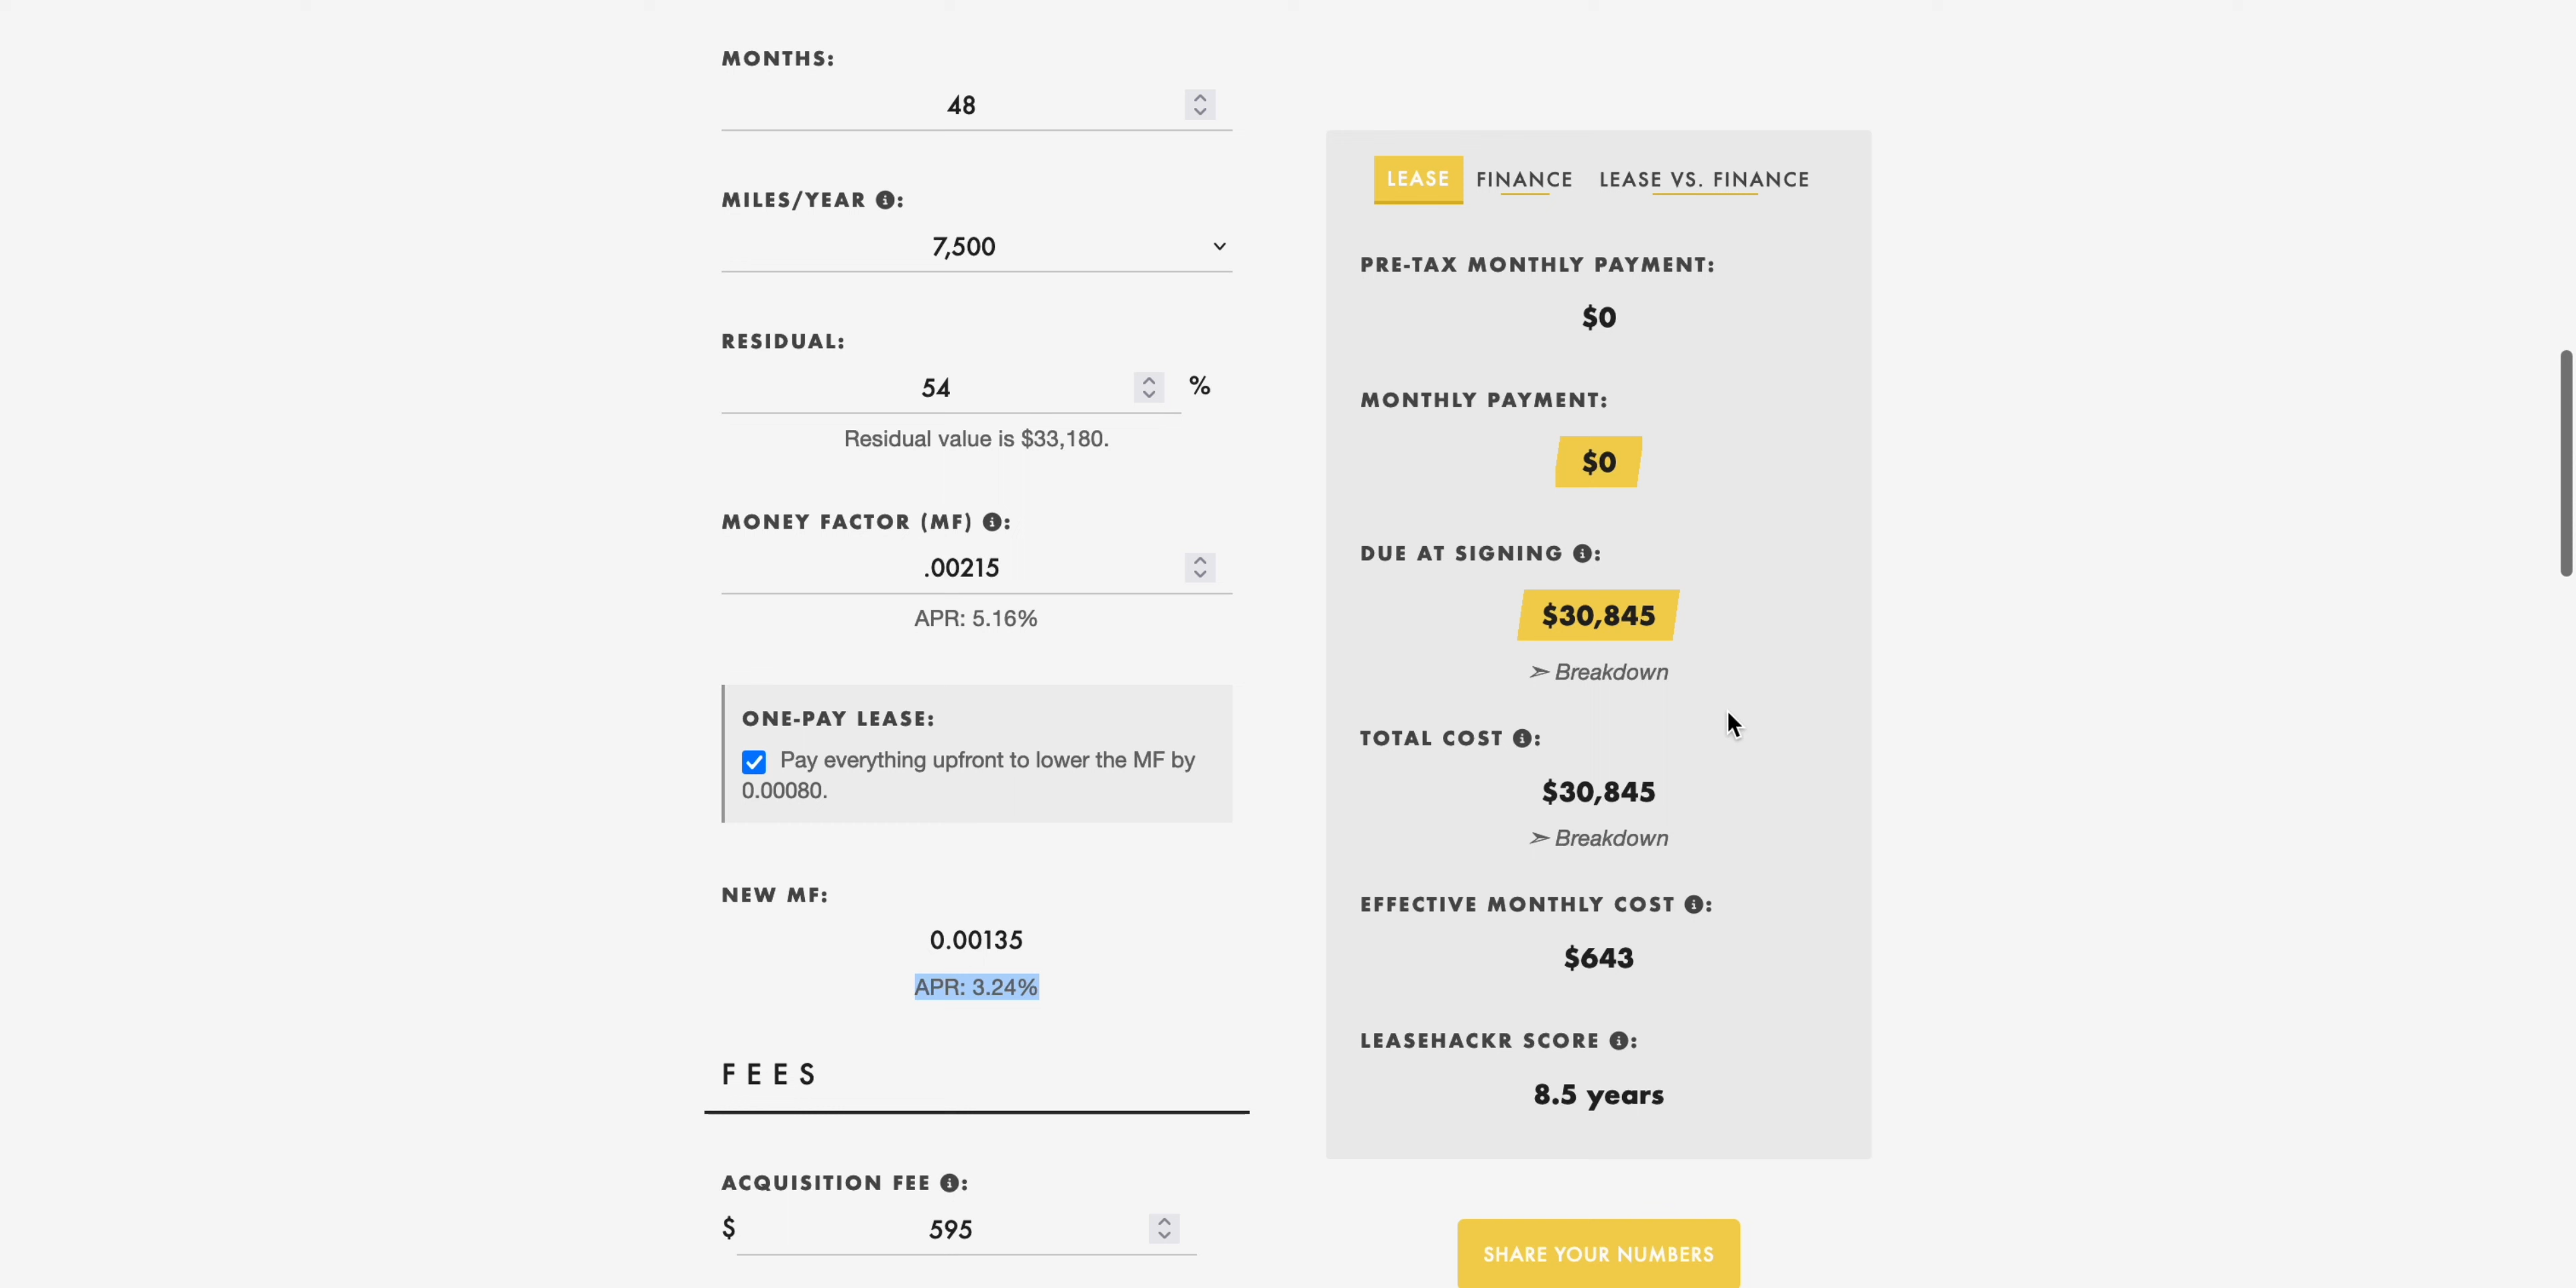 MONTHS:
48
MILES/YEAR :
7,500
RESIDUAL:
54 %
Residual value is $33,180.
MONEY FACTOR (MF) :
.00215
APR: 5.16%
ONE-PAY LEASE:
Pay everything upfront to lower the MF by
0.00080.
NEW MF:
0.00135
APR: 3.24%
FEES
ACQUISITION FEE :
$ 595
LEASE FINANCE LEASE VS. FINANCE
PRE-TAX MONTHLY PAYMENT:
$0
MONTHLY PAYMENT:
$0
DUE AT SIGNING :
$30,845
➣ Breakdown
TOTAL COST :
$30,845
➣ Breakdown
EFFECTIVE MONTHLY COST :
$643
LEASEHACKR SCORE :
8.5 years
SHARE YOUR NUMBERS